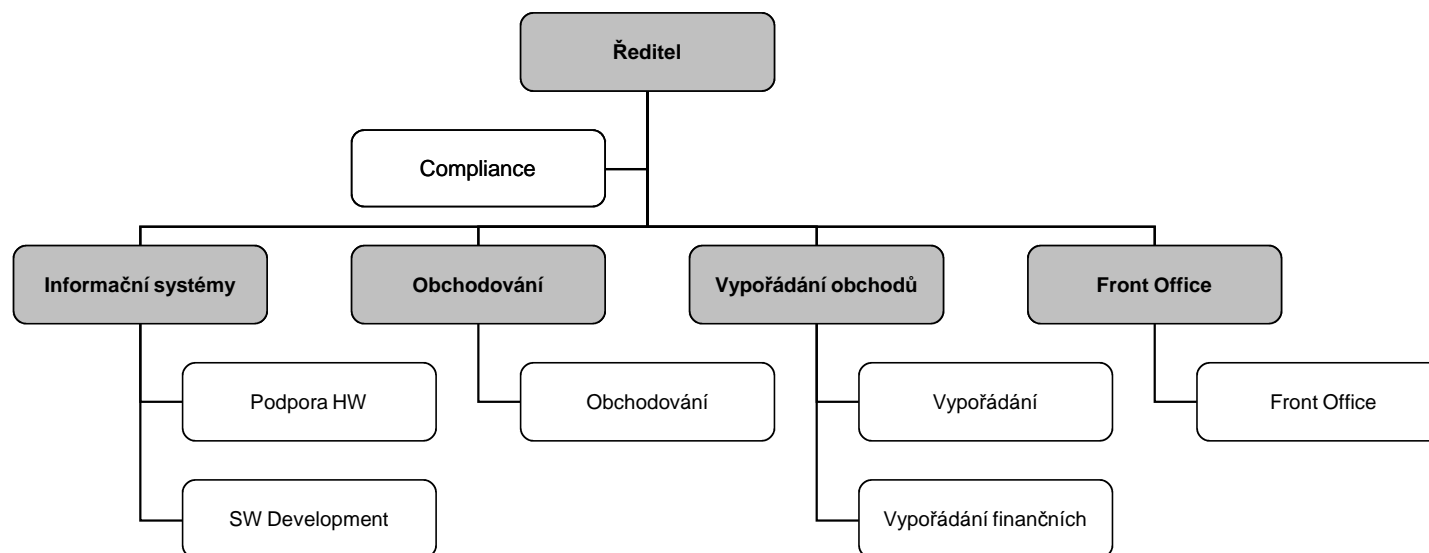 Ředitel
Compliance
Informační systémy
Obchodování
Vypořádání obchodů
Front Office
Podpora HW
Obchodování
Vypořádání
Front Office
SW Development
Vypořádání finančních